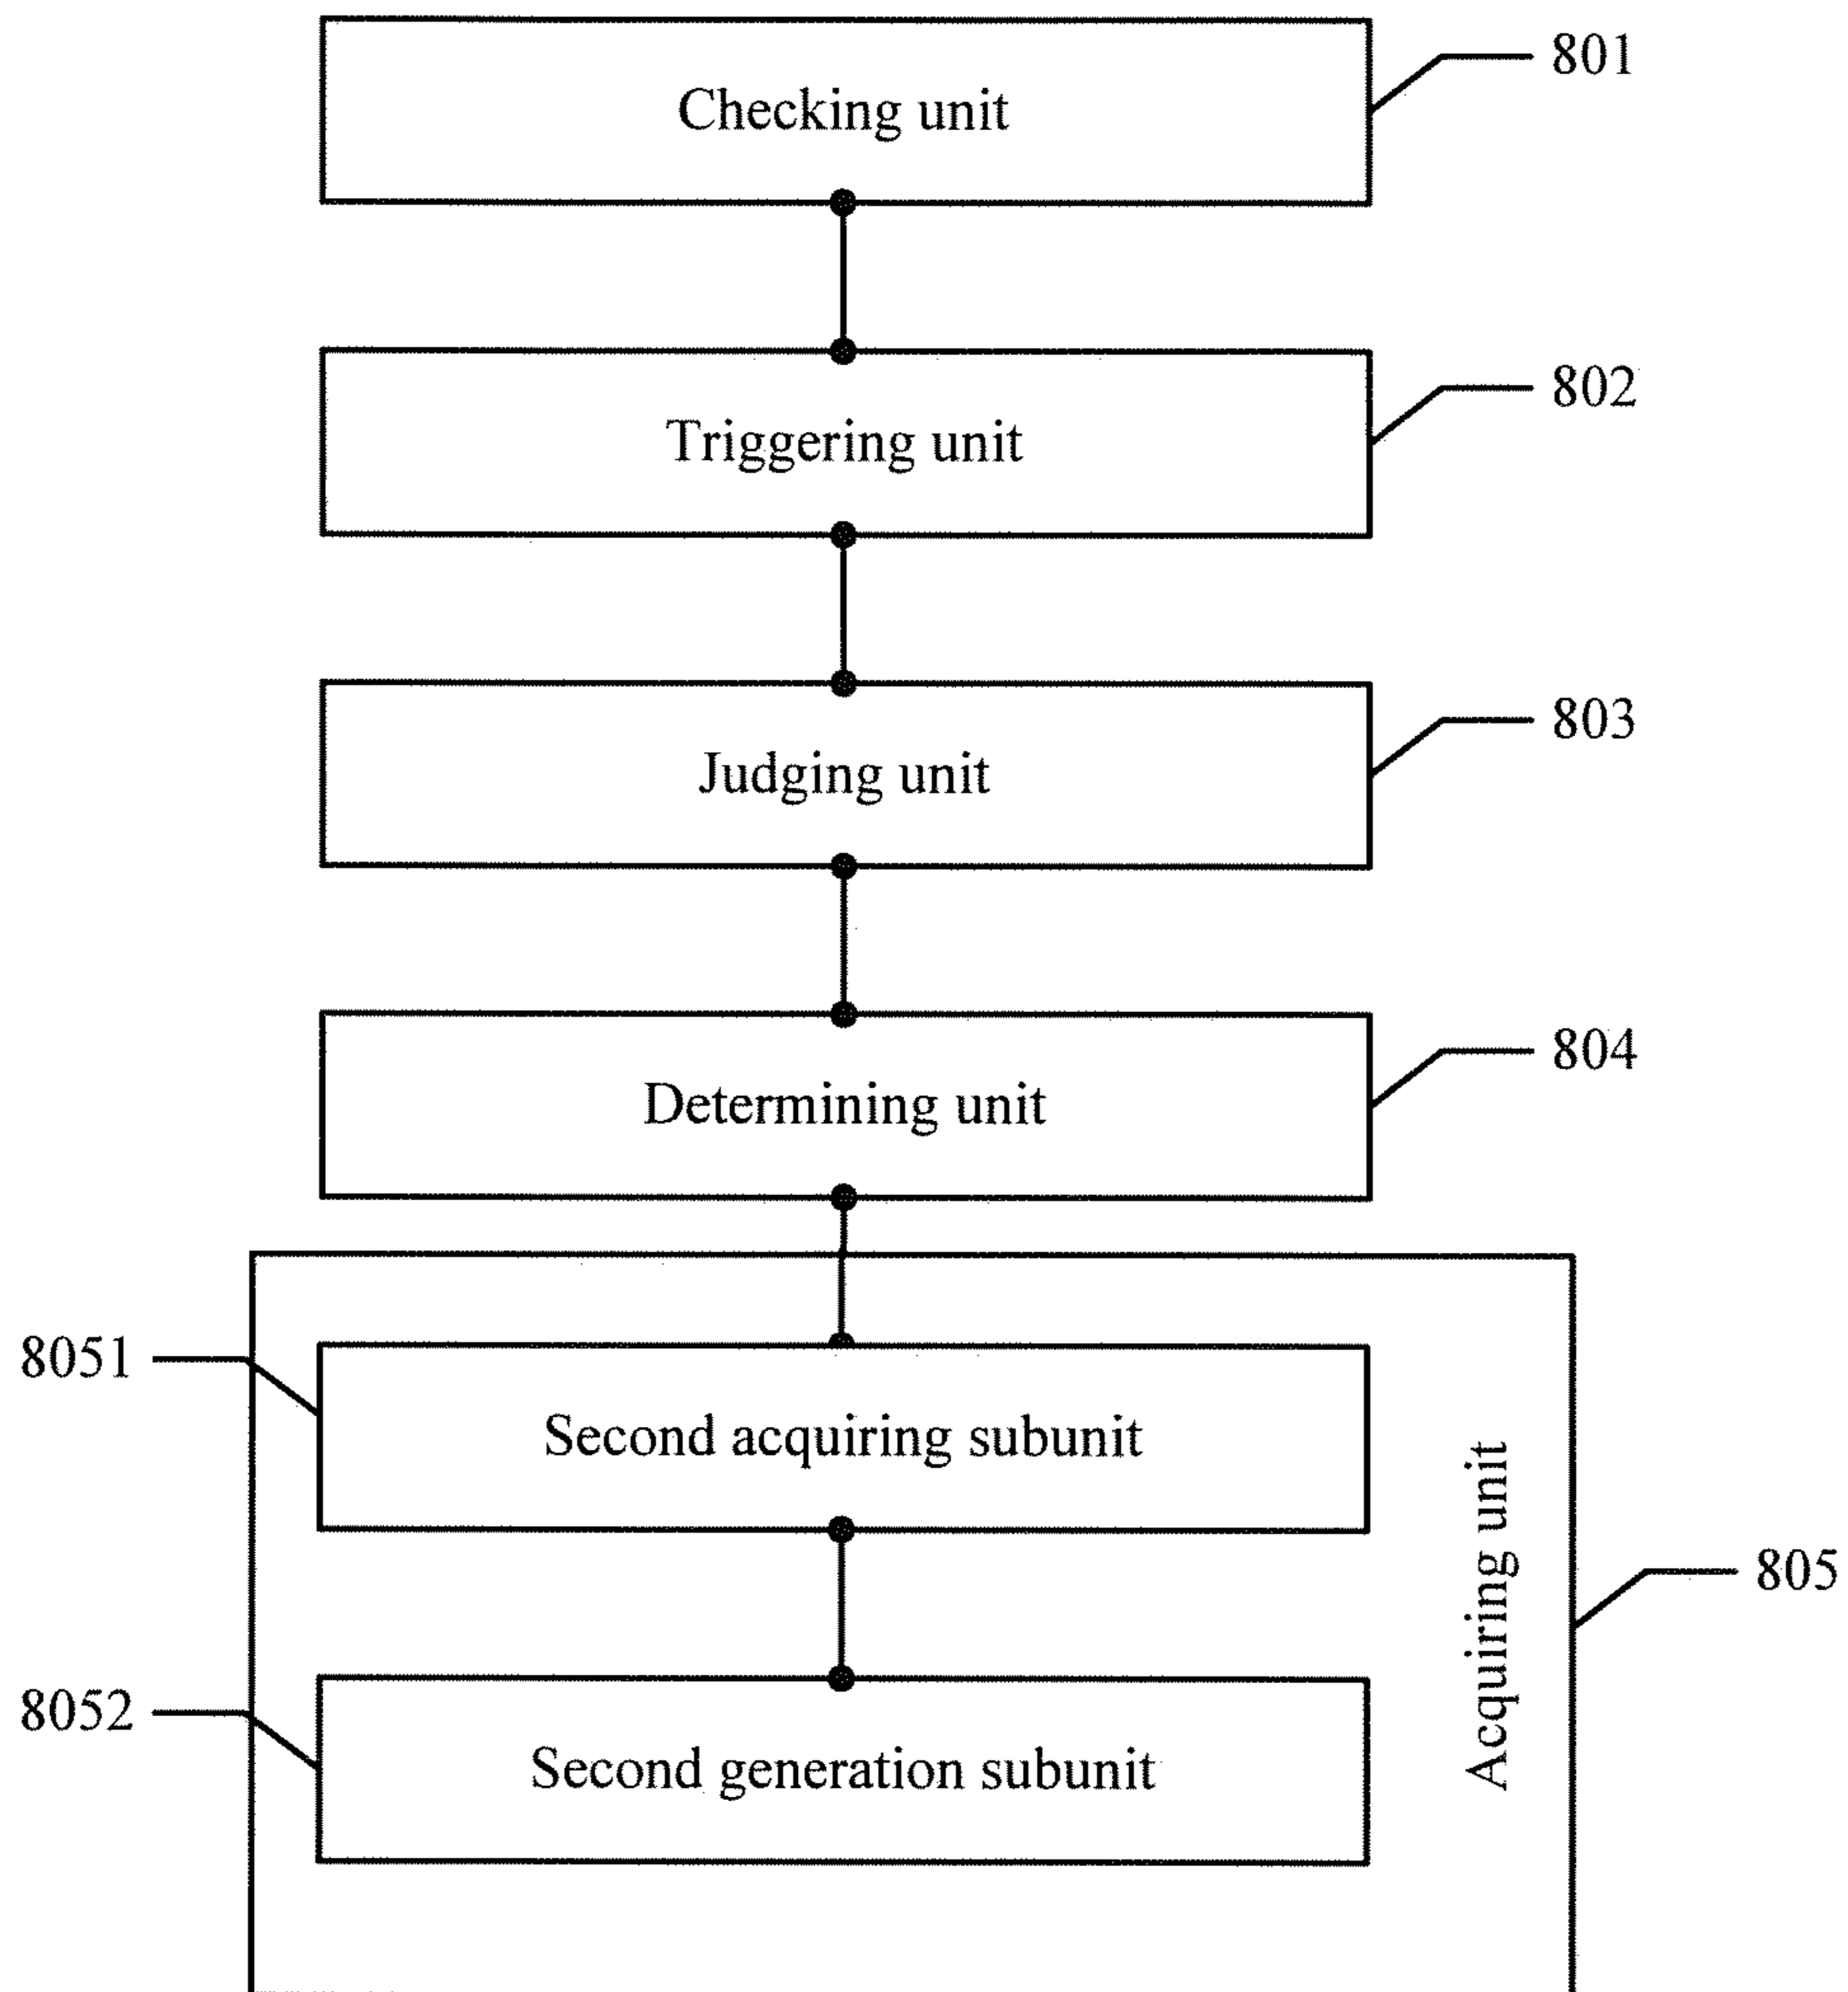 801
Checking unit
802
Triggering unit
803
Judging unit
804
Determining unit
8051
Second acquiring subunit
Acquiring unit
805
8052
Second generation subunit